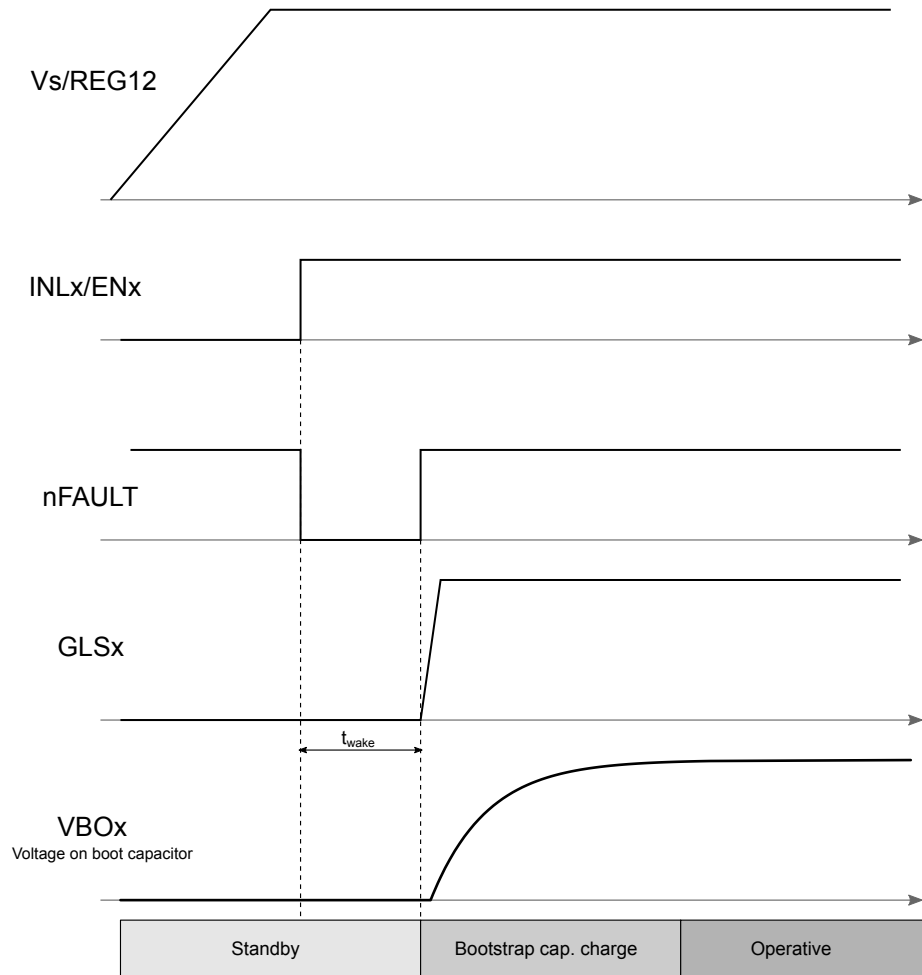 Vs/REG12
INLx/ENx
nFAULT
GLSx
twake
VBOx
Voltage on boot capacitor
Standby
Bootstrap cap. charge
Operative